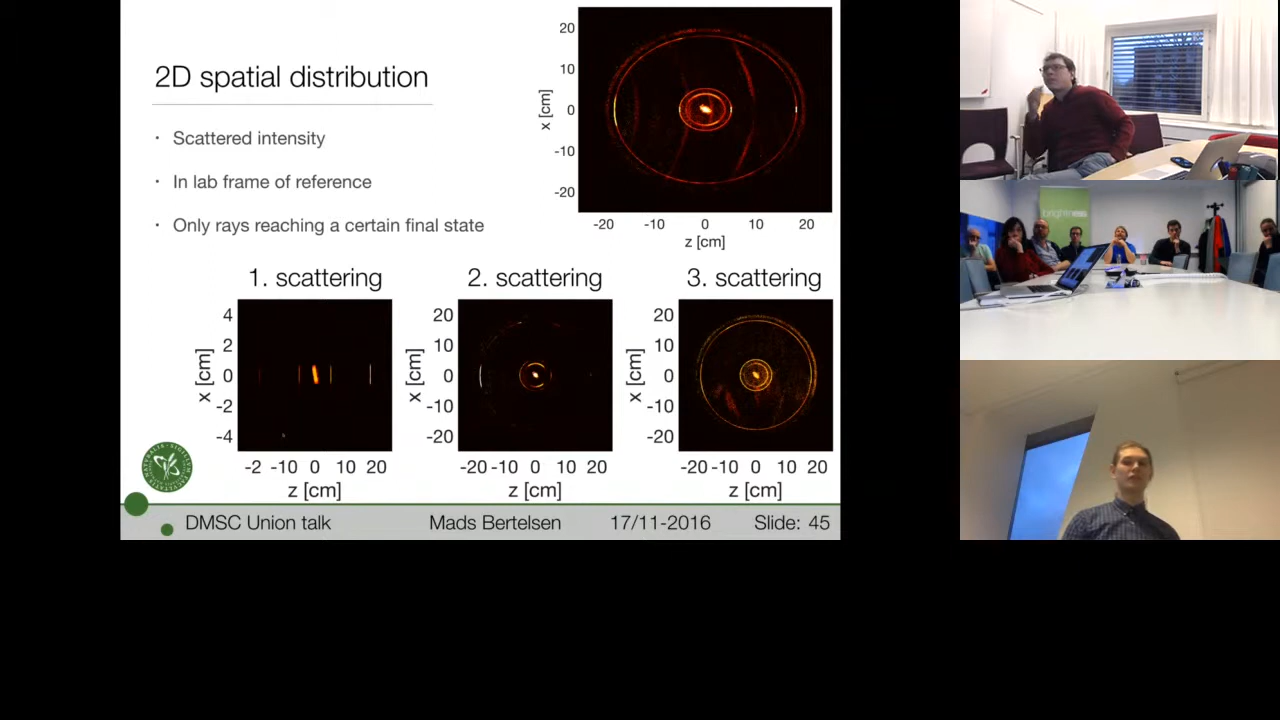 2D spatial distribution
· Scattered intensity
· In lab frame of reference
· Only rays reaching a certain final state
20
10
0
-10
-20
x [cm]
-20 -10 0 10 20
z [cm]
1. scattering
4
2
0
-2
-4
x [cm]
-2 -10 0 10 20
z [cm]
2. scattering
20
10
0
-10
-20
x [cm]
-20 -10 0 10 20
z [cm]
3. scattering
20
10
0
-10
-20
x [cm]
-20 -10 0 10 20
z [cm]
DMSC Union talk Mads Bertelsen 17/11-2016 Slide: 45